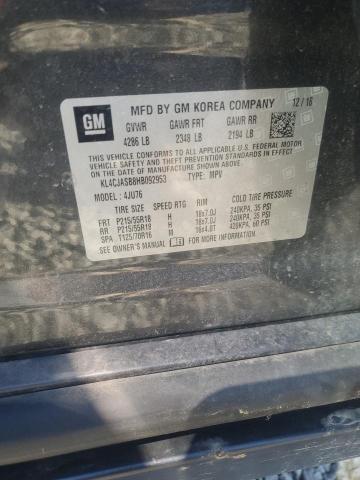 GM
MFD BY GM KOREA COMPANY 12/16
GVWR GAWR FRT GAWR RR
4286 LB 2348 LB 2194 LB
THIS VEHICLE CONFORMS TO ALL APPLICABLE U.S. FEDERAL MOTOR
VEHICLE SAFETY AND THEFT PREVENTION STANDARDS IN EFFECT ON
THE DATE OF MANUFACTURE SHOWN ABOVE.
KL4CJASB8HB092953 TYPE: MPV
MODEL: 4JU76
TIRE SIZE SPEED RTG RIM COLD TIRE PRESSURE
FRT P215/55R18 H 18x7.0J 240KPA, 35 PSI
RR P215/55R18 H 18x7.0J 240KPA, 35 PSI
SPA T125/70R16 M 16x4.0T 420KPA, 60 PSI
SEE OWNER'S MANUAL FOR ADDITIONAL INFORMATION